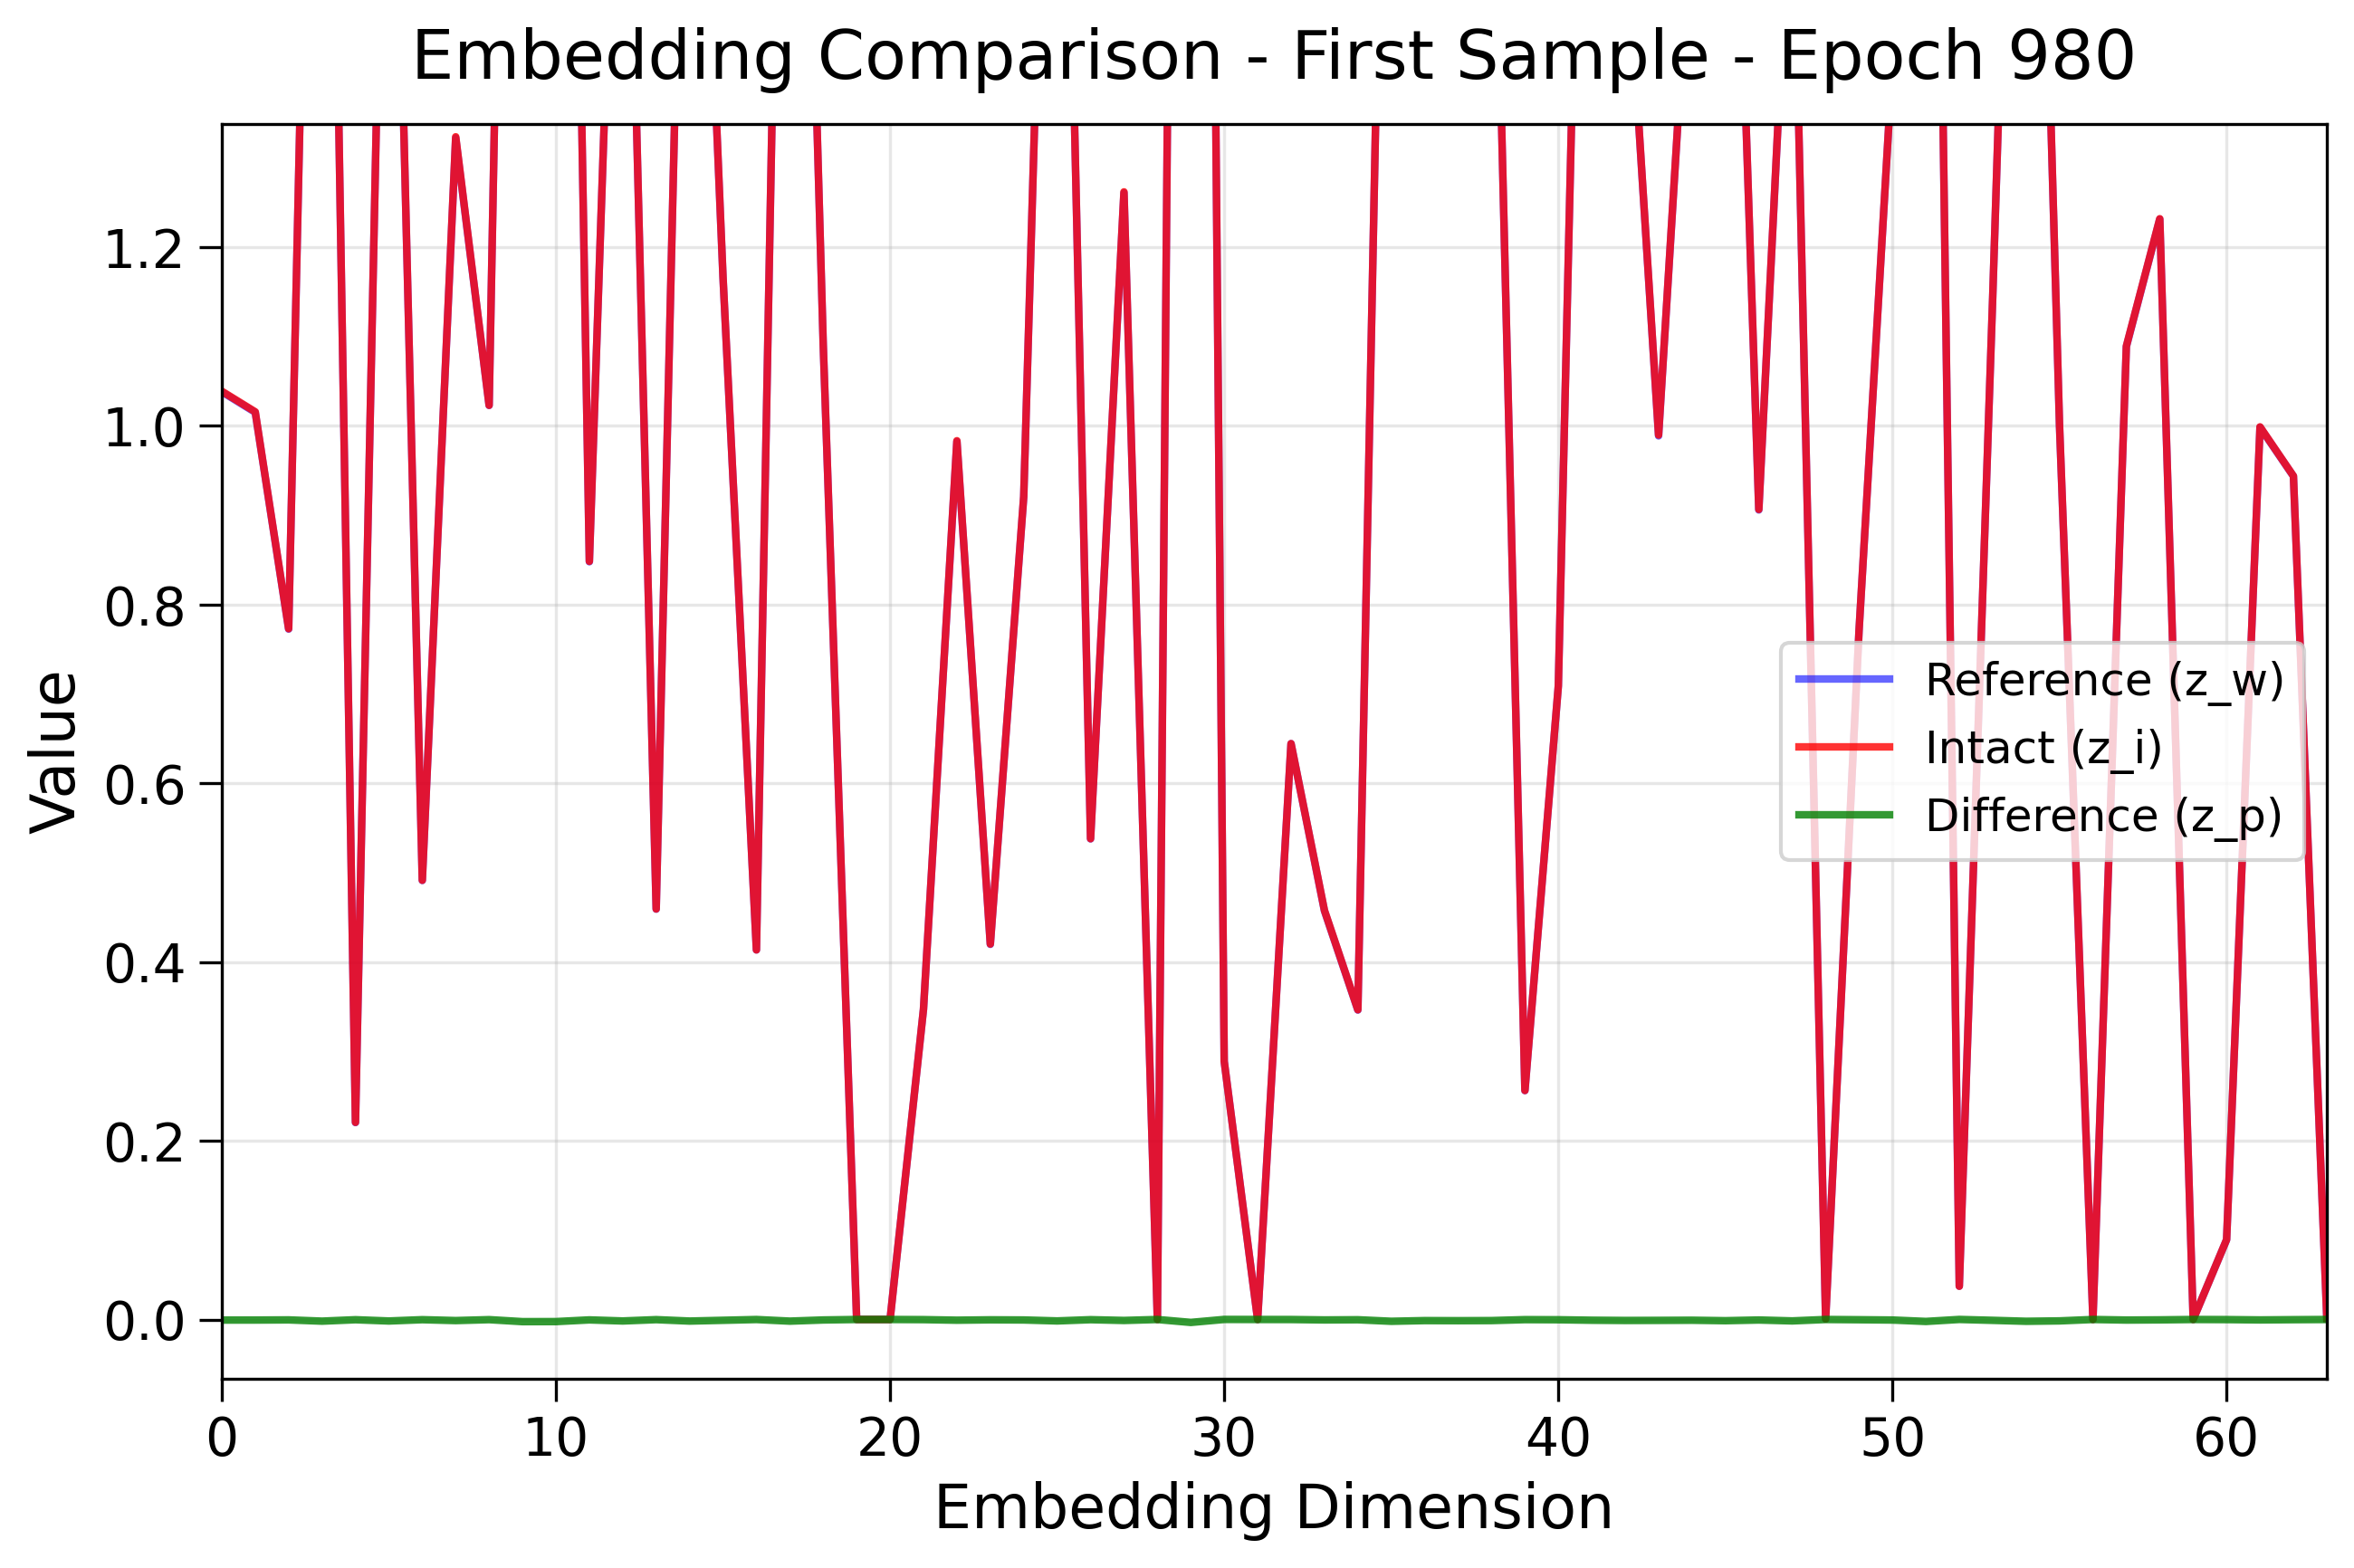 Embedding Comparison - First Sample - Epoch 980
Value
1.2
1.0
0.8
0.6
0.4
0.2
0.0
Reference (z_w)
Intact (z_i)
Difference (z_p)
0 10 20 30 40 50 60
Embedding Dimension